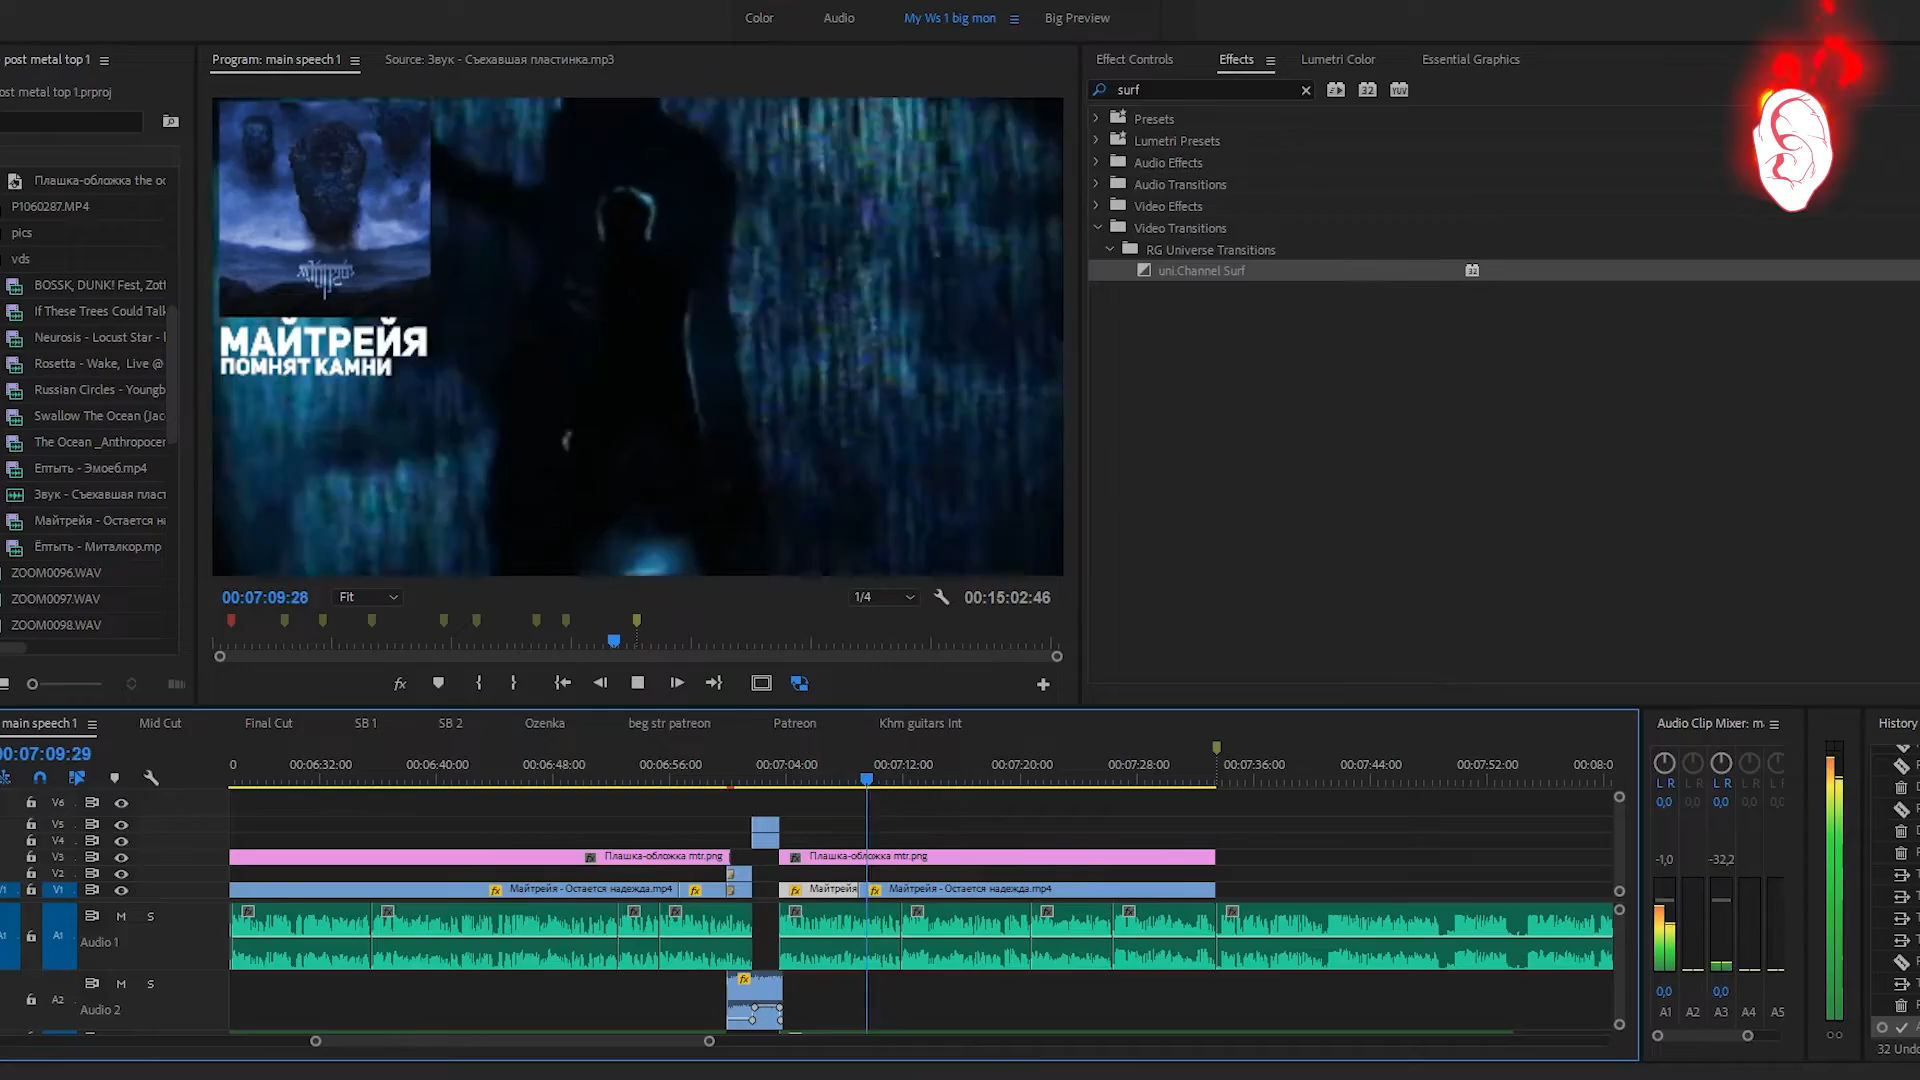 Color Audio My Ws 1 big mon Big Preview
post metal top 1
ost metal top 1.prproj
Program: main speech 1 Source: Звук - Съехавшая пластинка.mp3
Effect Controls Effects Lumetri Color Essential Graphics
surf
Presets
Lumetri Presets
Audio Effects
Audio Transitions
Video Effects
Video Transitions
RG Universe Transitions
uni.Channel Surf
Плашка-обложка the oc
P1060287.MP4
pics
vds
BOSSK, DUNK! Fest, Zott
If These Trees Could Talk
Neurosis - Locust Star - l
Rosetta - Wake, Live @
Russian Circles - Youngb
Swallow The Ocean (Jac
The Ocean _Anthropocen
Ептыть - Эмоеб.mp4
Звук - Съехавшая пласт
Майтрейя - Остается на
Ёптыть - Миталкор.mp
ZOOM0096.WAV
ZOOM0097.WAV
ZOOM0098.WAV
МАЙТРЕЙЯ
ПОМНЯТ КАМНИ
00:07:09:28 Fit 1/4 00:15:02:46
main speech 1 Mid Cut Final Cut SB 1 SB 2 Ozenka beg str patreon Patreon Khm guitars Int
00:07:09:29
0 00:06:32:00 00:06:40:00 00:06:48:00 00:06:56:00 00:07:04:00 00:07:12:00 00:07:20:00 00:07:28:00 00:07:36:00 00:07:44:00 00:07:52:00 00:08:0
V6
V5
V4
V3 Плашка-обложка mtr.png Плашка-обложка mtr.png
V2
V1 V1 Майтрейя - Остается надежда.mp4 Майтрейя Майтрейя - Остается надежда.mp4
M S
A1 A1 Audio 1
M S
A2 Audio 2
Audio Clip Mixer: m
L R L R
0,0 0,0 0,0 0,0
-1,0 -32,2
0,0 0,0
A1 A2 A3 A4 A5
History
32 Undo